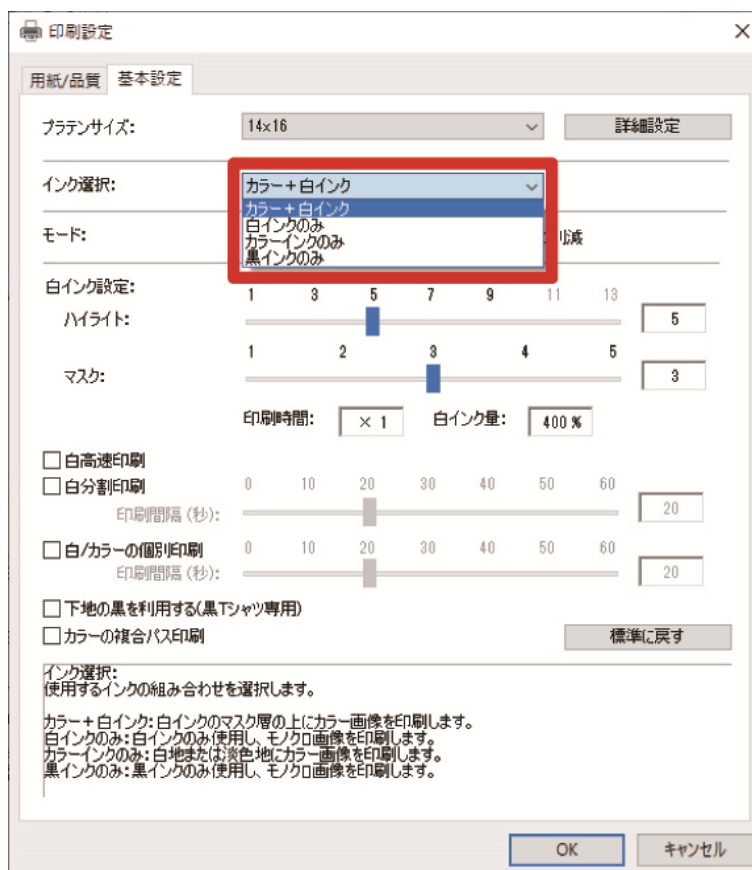 印刷設定
用紙/品質 基本設定
プラテンサイズ: 14x16 詳細設定
インク選択: カラー+白インク
カラー+白インク
白インクのみ
モード: カラーインクのみ 削減
黒インクのみ
白インク設定: 1 3 5 7 9 11 13
ハイライト: 5
1 2 3 4 5
マスク: 3
印刷時間: × 1 白インク量: 400 %
白高速印刷
白分割印刷 0 10 20 30 40 50 60
印刷間隔(秒): 20
白/カラーの個別印刷 0 10 20 30 40 50 60
印刷間隔(秒): 20
下地の黒を利用する(黒Tシャツ専用)
カラーの複合パス印刷 標準に戻す
インク選択:
使用するインクの組み合わせを選択します。
カラー+白インク:白インクのマスク層の上にカラー画像を印刷します。
白インクのみ:白インクのみ使用し、モノクロ画像を印刷します。
カラーインクのみ:白地または淡色地にカラー画像を印刷します。
黒インクのみ:黒インクのみ使用し、モノクロ画像を印刷します。
OK キャンセル